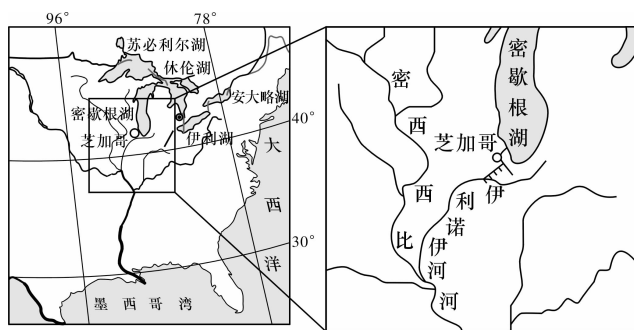 96°
78°
苏必利尔湖
休伦湖
安大略湖
密歇根湖
40°
芝加哥
伊利湖
大西洋
30°
墨西哥湾
密歇根湖
密西西比河
芝加哥
伊利诺伊河